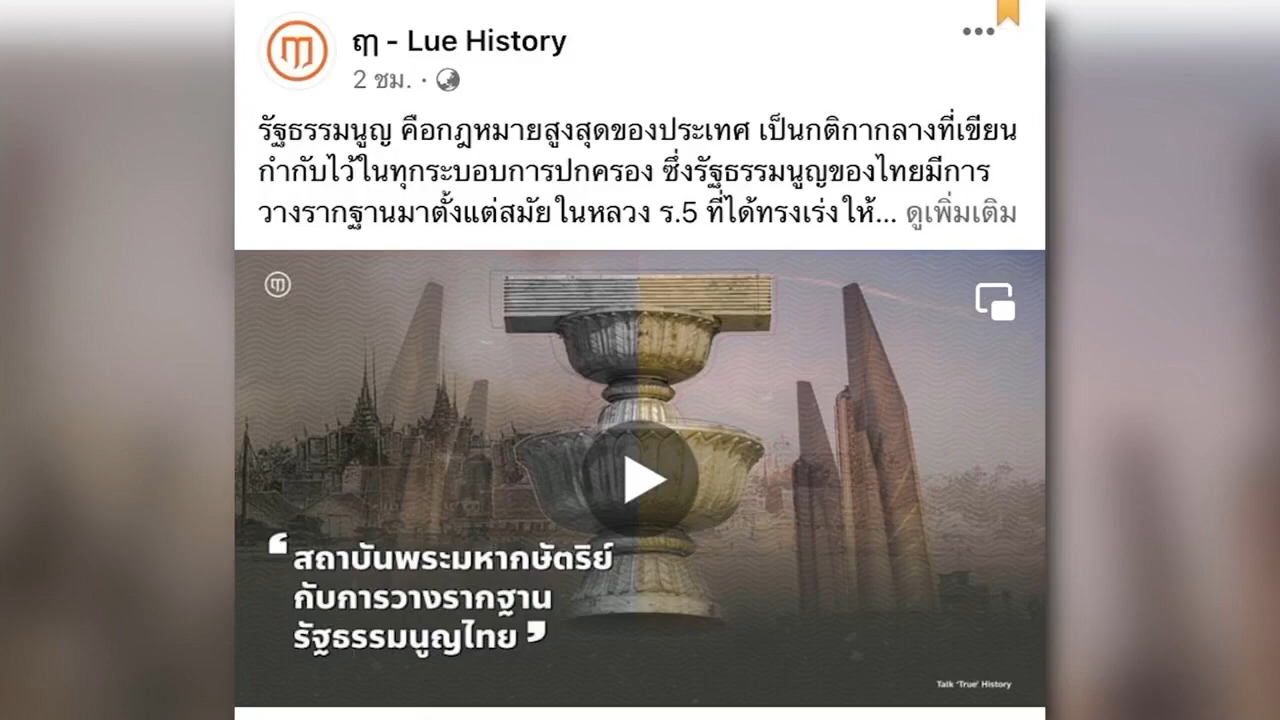 ฤๅ - Lue History
2 ชม. ·
รัฐธรรมนูญ คือกฎหมายสูงสุดของประเทศ เป็นกติกากลางที่เขียน
กำกับไว้ในทุกระบอบการปกครอง ซึ่งรัฐธรรมนูญของไทยมีการ
วางรากฐานมาตั้งแต่สมัยในหลวง ร.5 ที่ได้ทรงเร่งให้... ดูเพิ่มเติม
❛ สถาบันพระมหากษัตริย์
กับการวางรากฐาน
รัฐธรรมนูญไทย ❜
Talk 'True' History